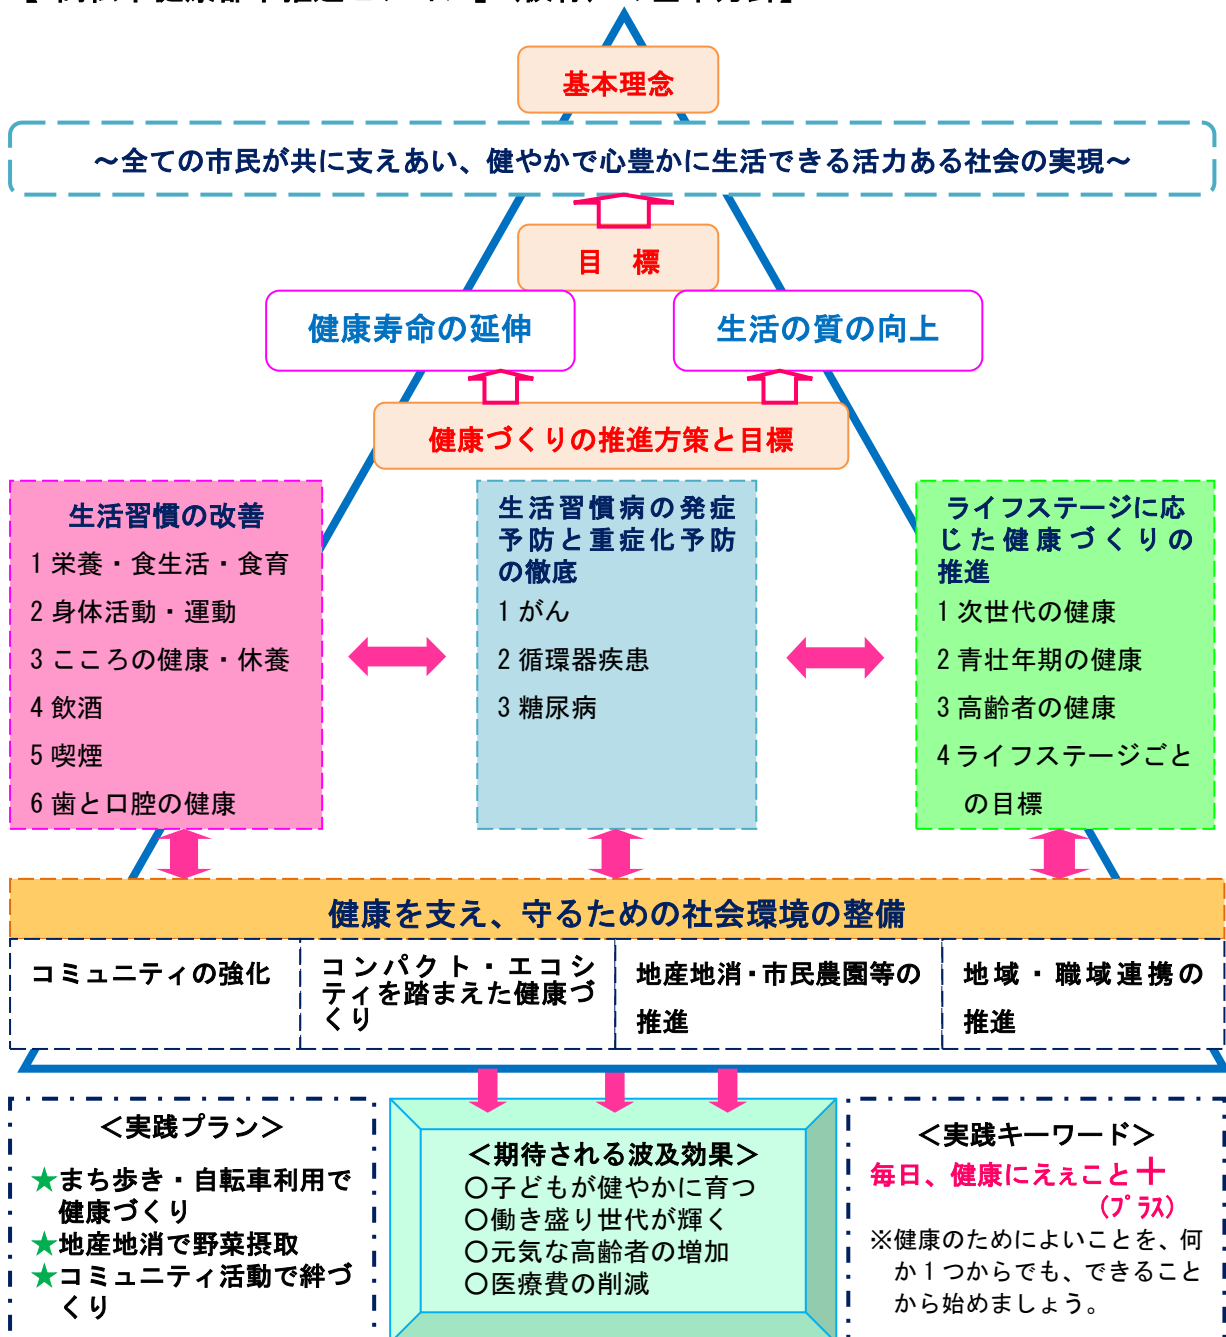 基本理念
～全ての市民が共に支えあい、健やかで心豊かに生活できる活力ある社会の実現～
目 標
健康寿命の延伸
生活の質の向上
健康づくりの推進方策と目標
生活習慣の改善
1 栄養・食生活・食育
2 身体活動・運動
3 こころの健康・休養
4 飲酒
5 喫煙
6 歯と口腔の健康
生活習慣病の発症
予防と重症化予防
の徹底
1 がん
2 循環器疾患
3 糖尿病
ライフステージに応
じた健康づくりの
推進
1 次世代の健康
2 青壮年期の健康
3 高齢者の健康
4 ライフステージごと
の目標
健康を支え、守るための社会環境の整備
コミュニティの強化
コンパクト・エコシ
ティを踏まえた健康づ
くり
地産地消・市民農園等の
推進
地域・職域連携の
推進
＜実践プラン＞
★まち歩き・自転車利用で
健康づくり
★地産地消で野菜摂取
★コミュニティ活動で絆づ
くり
＜期待される波及効果＞
○子どもが健やかに育つ
○働き盛り世代が輝く
○元気な高齢者の増加
○医療費の削減
＜実践キーワード＞
毎日、健康にえぇこと＋
(プラス)
※健康のためによいことを、何
か１つからでも、できること
から始めましょう。